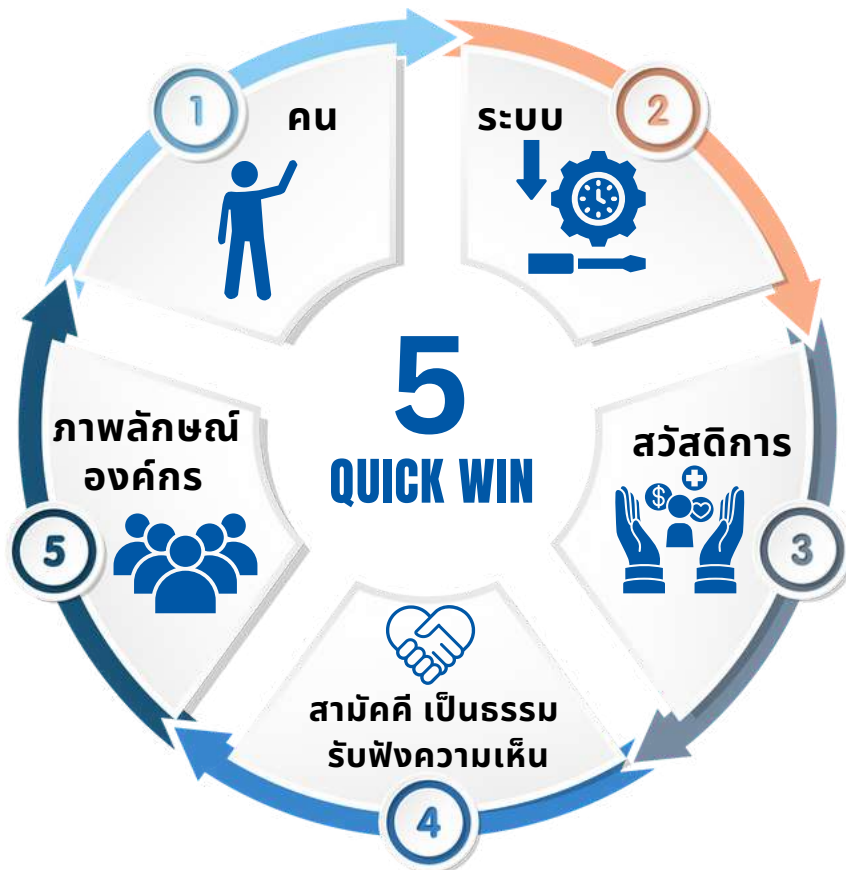 1
คน
2
ระบบ
3
สวัสดิการ
4
สามัคคี เป็นธรรม
รับฟังความเห็น
5
ภาพลักษณ์
องค์กร
5
QUICK WIN
$